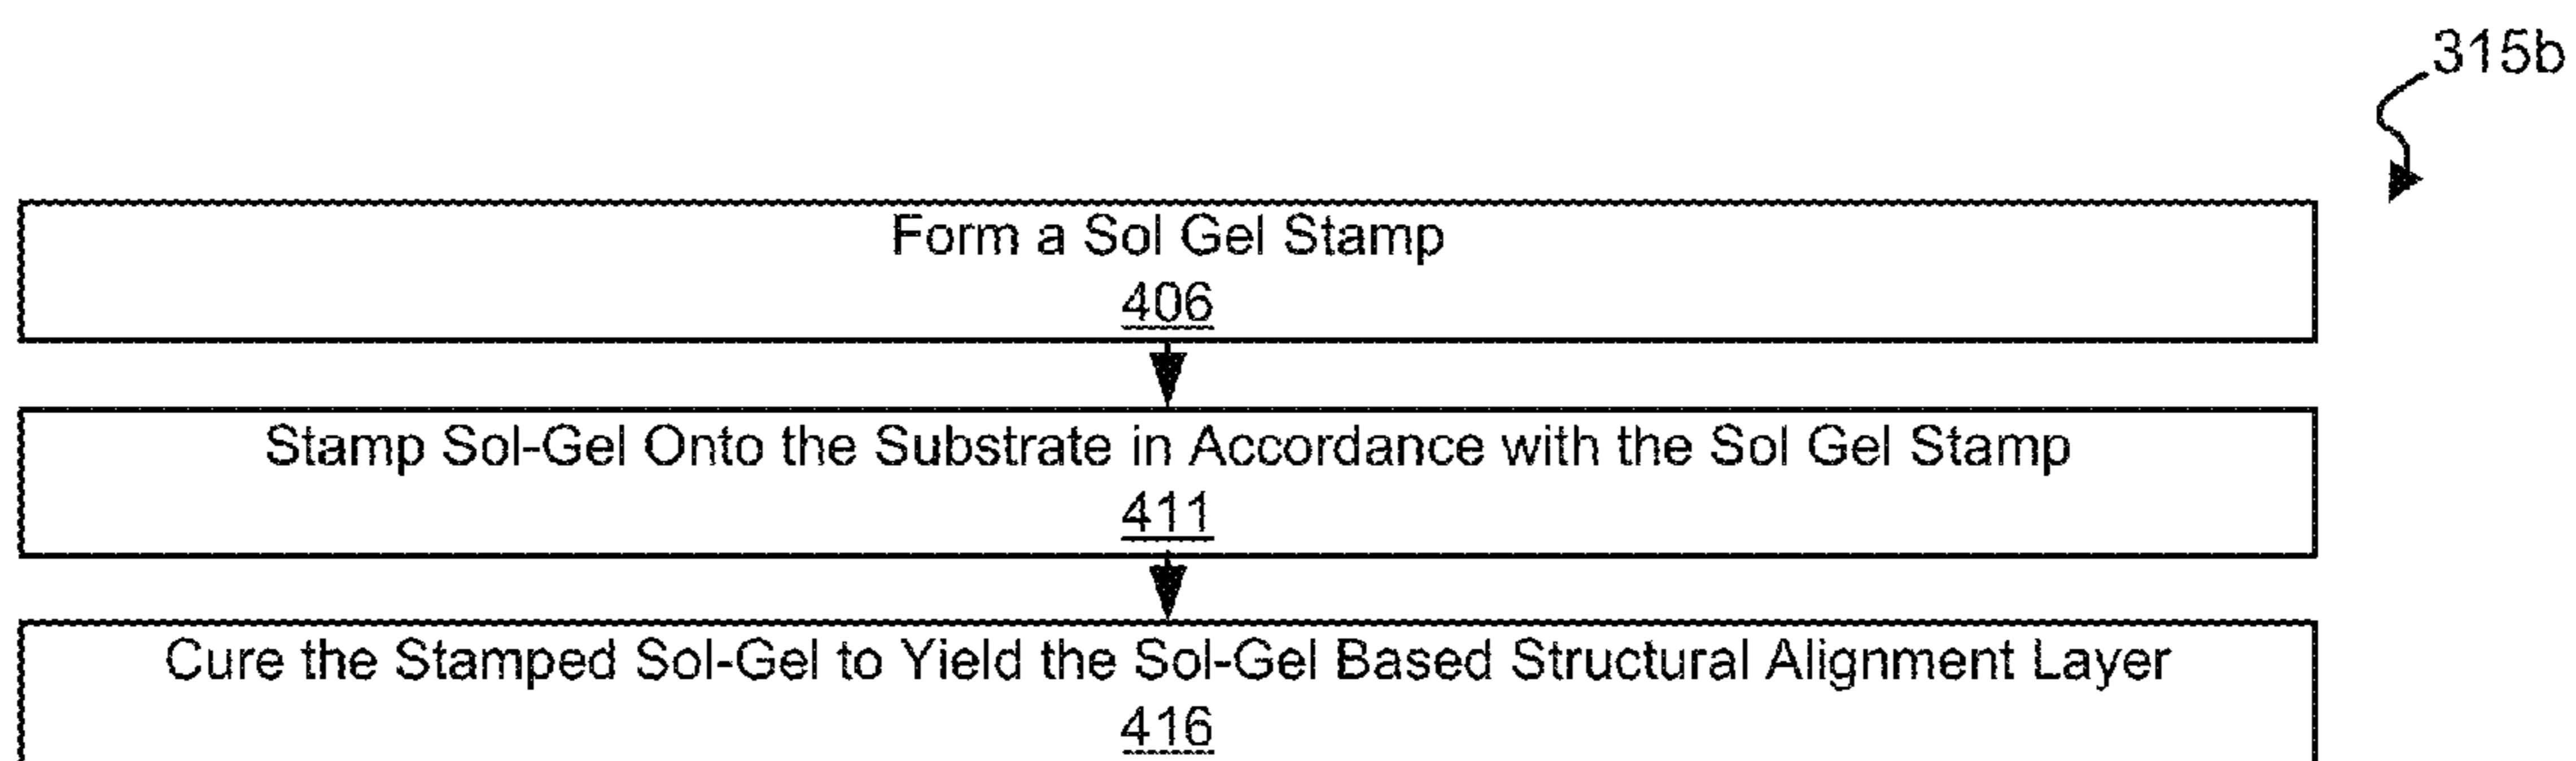 315b
Form a Sol Gel Stamp
406
Stamp Sol-Gel Onto the Substrate in Accordance with the Sol Gel Stamp
411
Cure the Stamped Sol-Gel to Yield the Sol-Gel Based Structural Alignment Layer
416